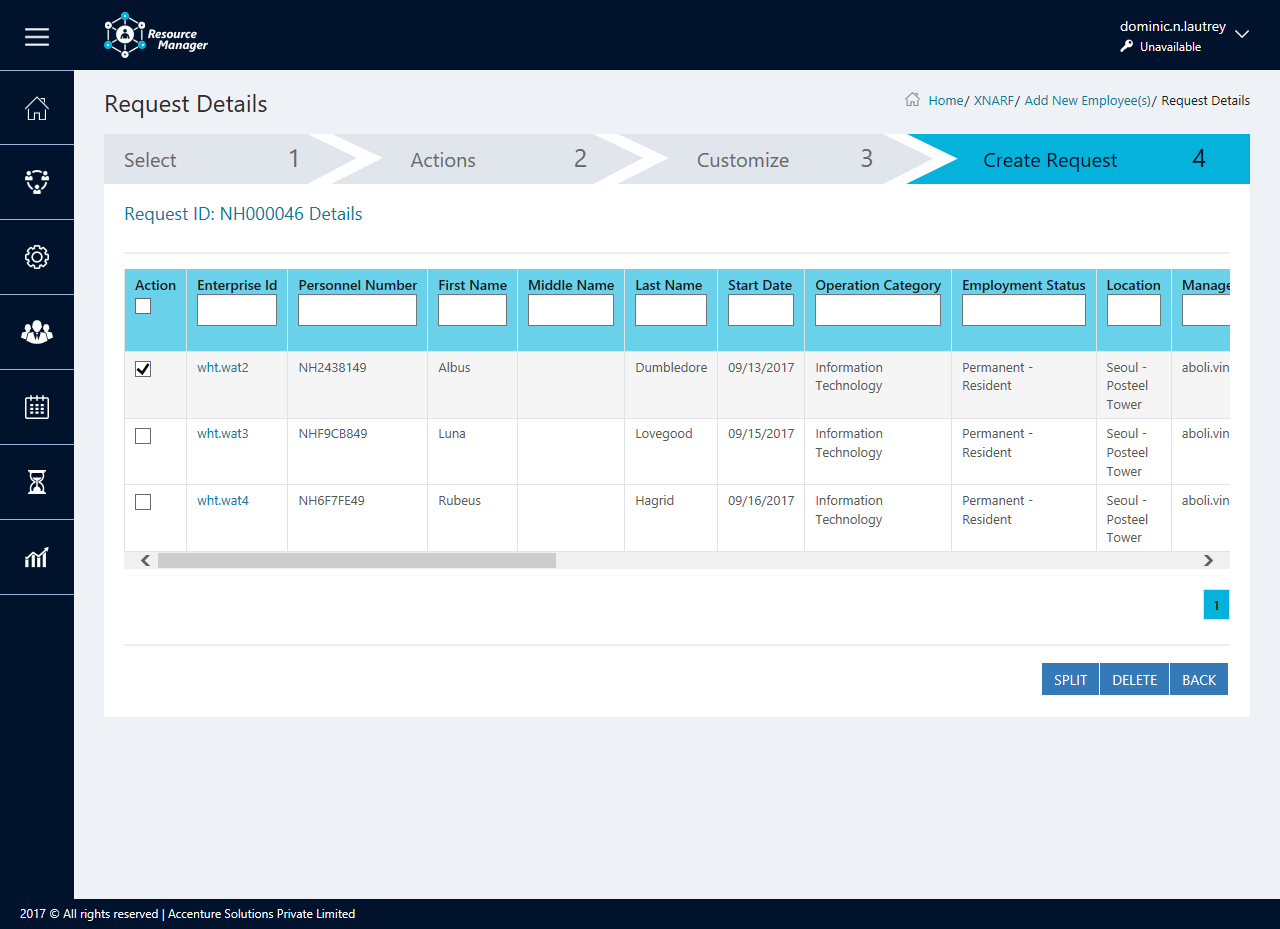 Resource
Manager
dominic.n.lautrey
Unavailable
Request Details
Home/ XNARF/ Add New Employee(s)/ Request Details
Select 1 Actions 2 Customize 3 Create Request 4
Request ID: NH000046 Details
Action Enterprise Id Personnel Number First Name Middle Name Last Name Start Date Operation Category Employment Status Location Manage
wht.wat2 NH2438149 Albus Dumbledore 09/13/2017 Information Permanent - Seoul - aboli.vin
Technology Resident Posteel
Tower
wht.wat3 NHF9CB849 Luna Lovegood 09/15/2017 Information Permanent - Seoul - aboli.vin
Technology Resident Posteel
Tower
wht.wat4 NH6F7FE49 Rubeus Hagrid 09/16/2017 Information Permanent - Seoul - aboli.vin
Technology Resident Posteel
Tower
1
SPLIT DELETE BACK
2017 © All rights reserved | Accenture Solutions Private Limited